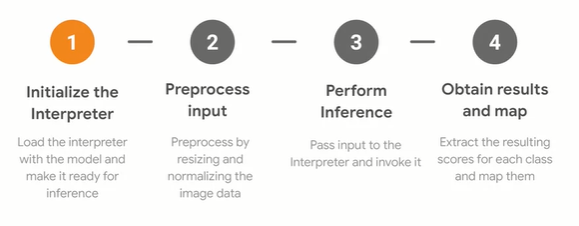 1
2
3
4
Initialize the
Interpreter
Load the interpreter
with the model and
make it ready for
inference
Preprocess
input
Preprocess by
resizing and
normalizing the
image data
Perform
Inference
Pass input to the
Interpreter and invoke it
Obtain results
and map
Extract the resulting
scores for each class
and map them